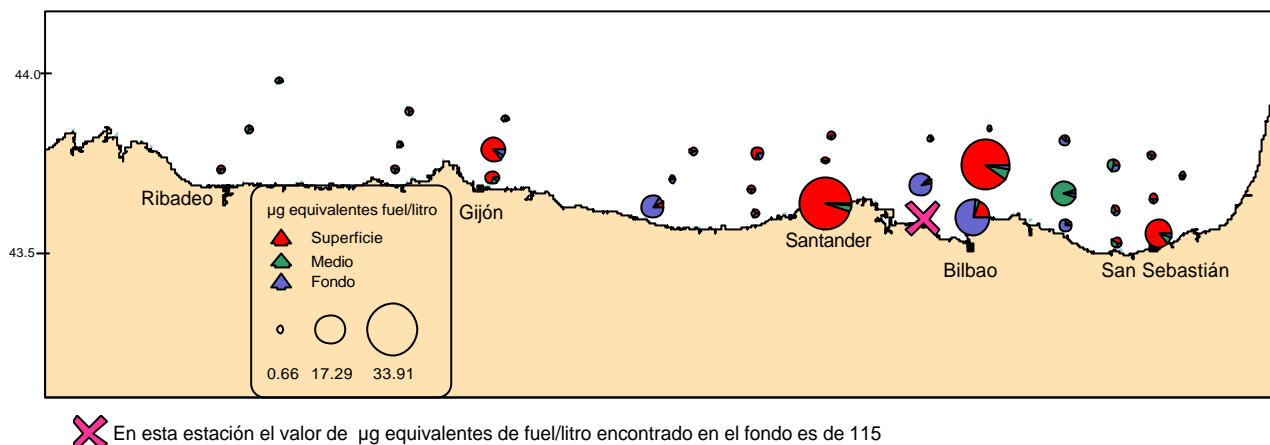 44.0
43.5
Ribadeo
Gijón
Santander
Bilbao
San Sebastián
µg equivalentes fuel/litro
Superficie
Medio
Fondo
0.66 17.29 33.91
En esta estación el valor de µg equivalentes de fuel/litro encontrado en el fondo es de 115